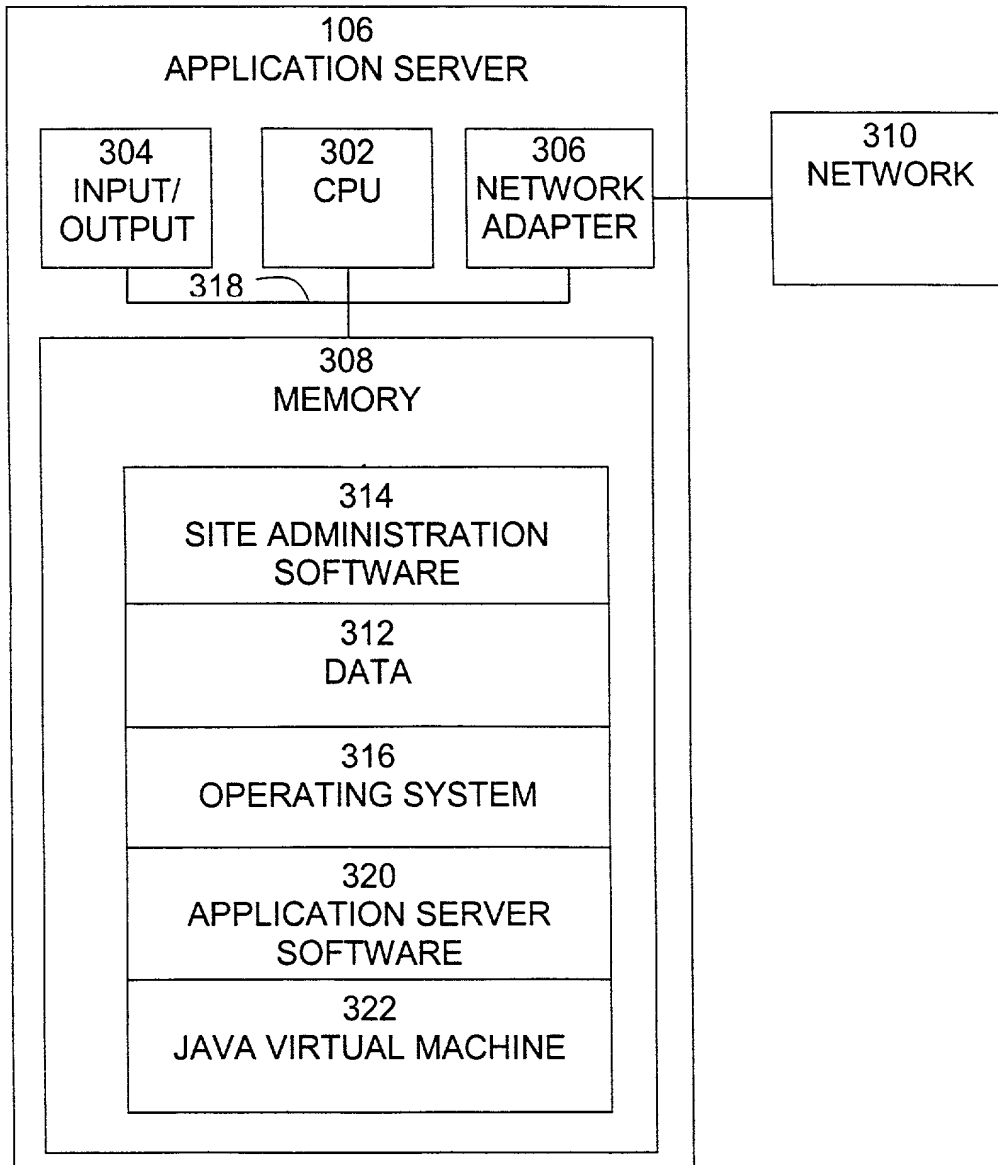 106
APPLICATION SERVER
304
INPUT/
OUTPUT
302
CPU
306
NETWORK
ADAPTER
310
NETWORK
318
308
MEMORY
314
SITE ADMINISTRATION
SOFTWARE
312
DATA
316
OPERATING SYSTEM
320
APPLICATION SERVER
SOFTWARE
322
JAVA VIRTUAL MACHINE